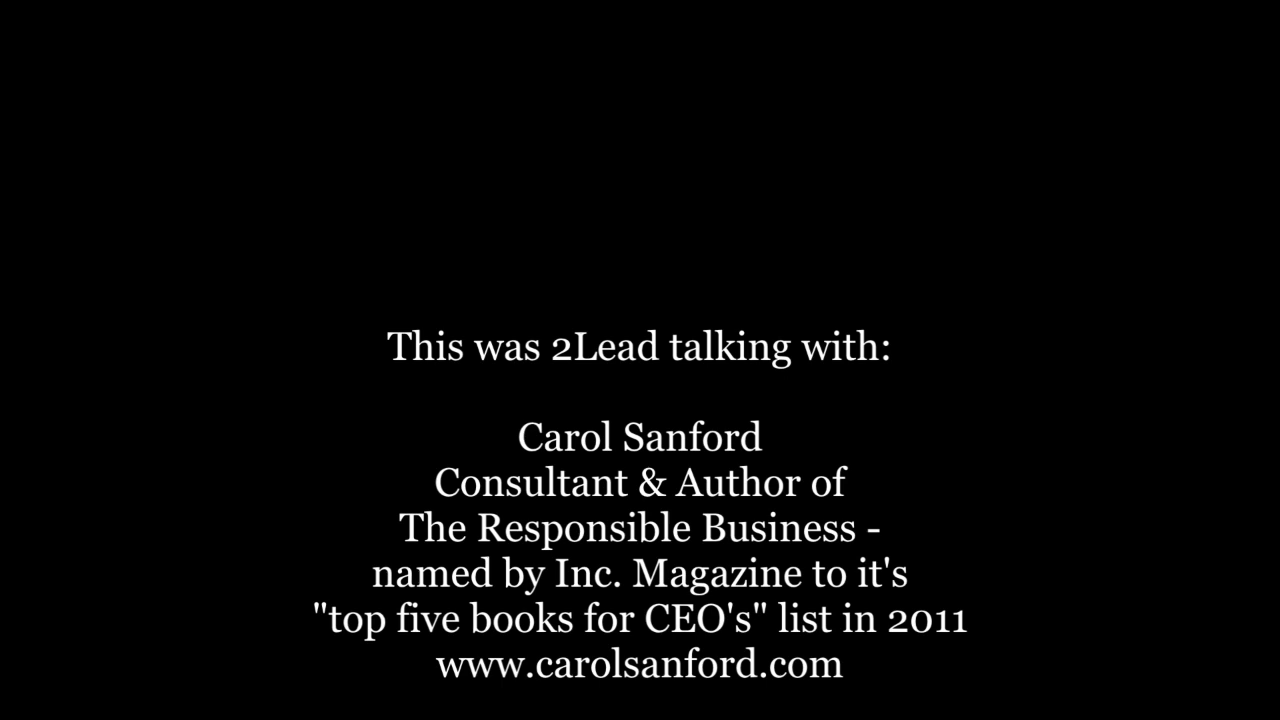 This was 2Lead talking with:
Carol Sanford
Consultant & Author of
The Responsible Business -
named by Inc. Magazine to it's
"top five books for CEO's" list in 2011
www.carolsanford.com